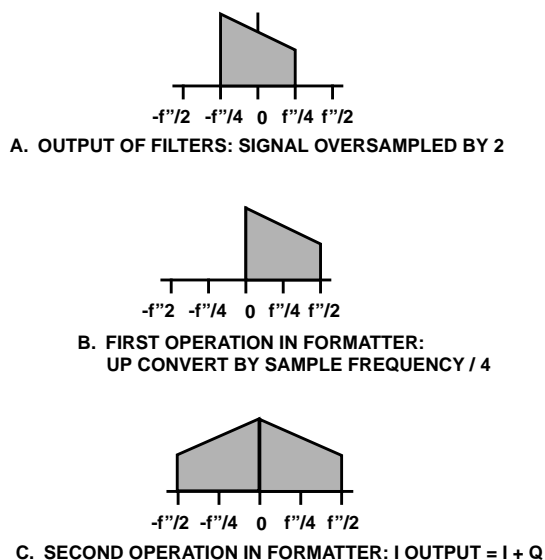 -f"/2 -f"/4 0 f"/4 f"/2
A. OUTPUT OF FILTERS: SIGNAL OVERSAMPLED BY 2
-f"2 -f"/4 0 f"/4 f"/2
B. FIRST OPERATION IN FORMATTER:
UP CONVERT BY SAMPLE FREQUENCY / 4
-f"/2 -f"/4 0 f"/4 f"/2
C. SECOND OPERATION IN FORMATTER: I OUTPUT = I + Q